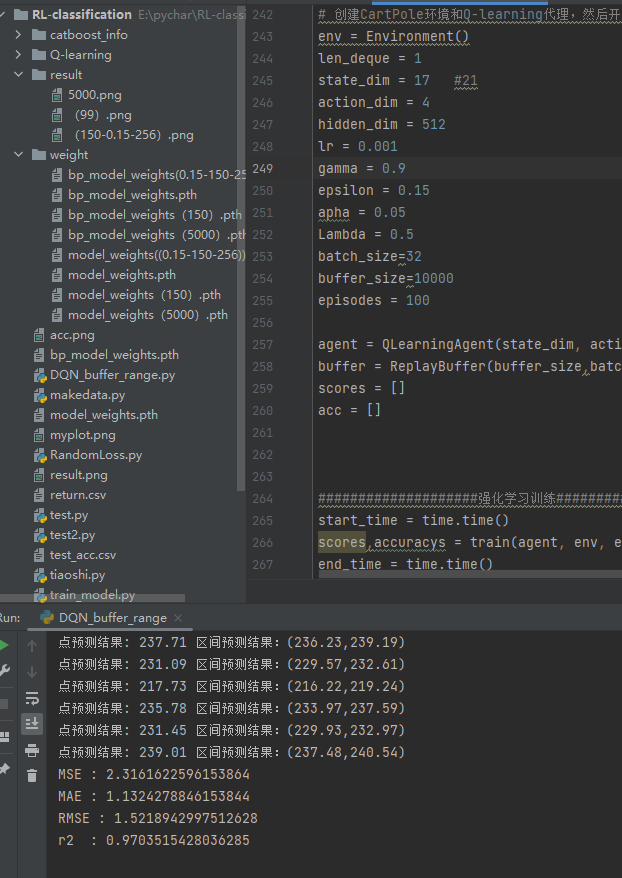 RL-classification E:\pychar\RL-classi
catboost_info
Q-learning
result
5000.png
（99）.png
（150-0.15-256）.png
weight
bp_model_weights(0.15-150-25
bp_model_weights.pth
bp_model_weights（150）.pth
bp_model_weights（5000）.pth
model_weights((0.15-150-256))
model_weights.pth
model_weights（150）.pth
model_weights（5000）.pth
acc.png
bp_model_weights.pth
DQN_buffer_range.py
makedata.py
model_weights.pth
myplot.png
RandomLoss.py
result.png
return.csv
test.py
test2.py
test_acc.csv
tiaoshi.py
train_model.py
242 # 创建CartPole环境和Q-learning代理，然后开
243 env = Environment()
244 len_deque = 1
245 state_dim = 17 #21
246 action_dim = 4
247 hidden_dim = 512
248 lr = 0.001
249 gamma = 0.9
250 epsilon = 0.15
251 apha = 0.05
252 Lambda = 0.5
253 batch_size=32
254 buffer_size=10000
255 episodes = 100
256
257 agent = QLearningAgent(state_dim, acti
258 buffer = ReplayBuffer(buffer_size,batc
259 scores = []
260 acc = []
261
262
263
264 ####################强化学习训练#########
265 start_time = time.time()
266 scores,accuracys = train(agent, env, e
267 end_time = time.time()
Run: DQN_buffer_range
点预测结果: 237.71 区间预测结果：(236.23,239.19)
点预测结果: 231.09 区间预测结果：(229.57,232.61)
点预测结果: 217.73 区间预测结果：(216.22,219.24)
点预测结果: 235.78 区间预测结果：(233.97,237.59)
点预测结果: 231.45 区间预测结果：(229.93,232.97)
点预测结果: 239.01 区间预测结果：(237.48,240.54)
MSE : 2.3161622596153864
MAE : 1.1324278846153844
RMSE : 1.5218942997512628
r2 : 0.9703515428036285